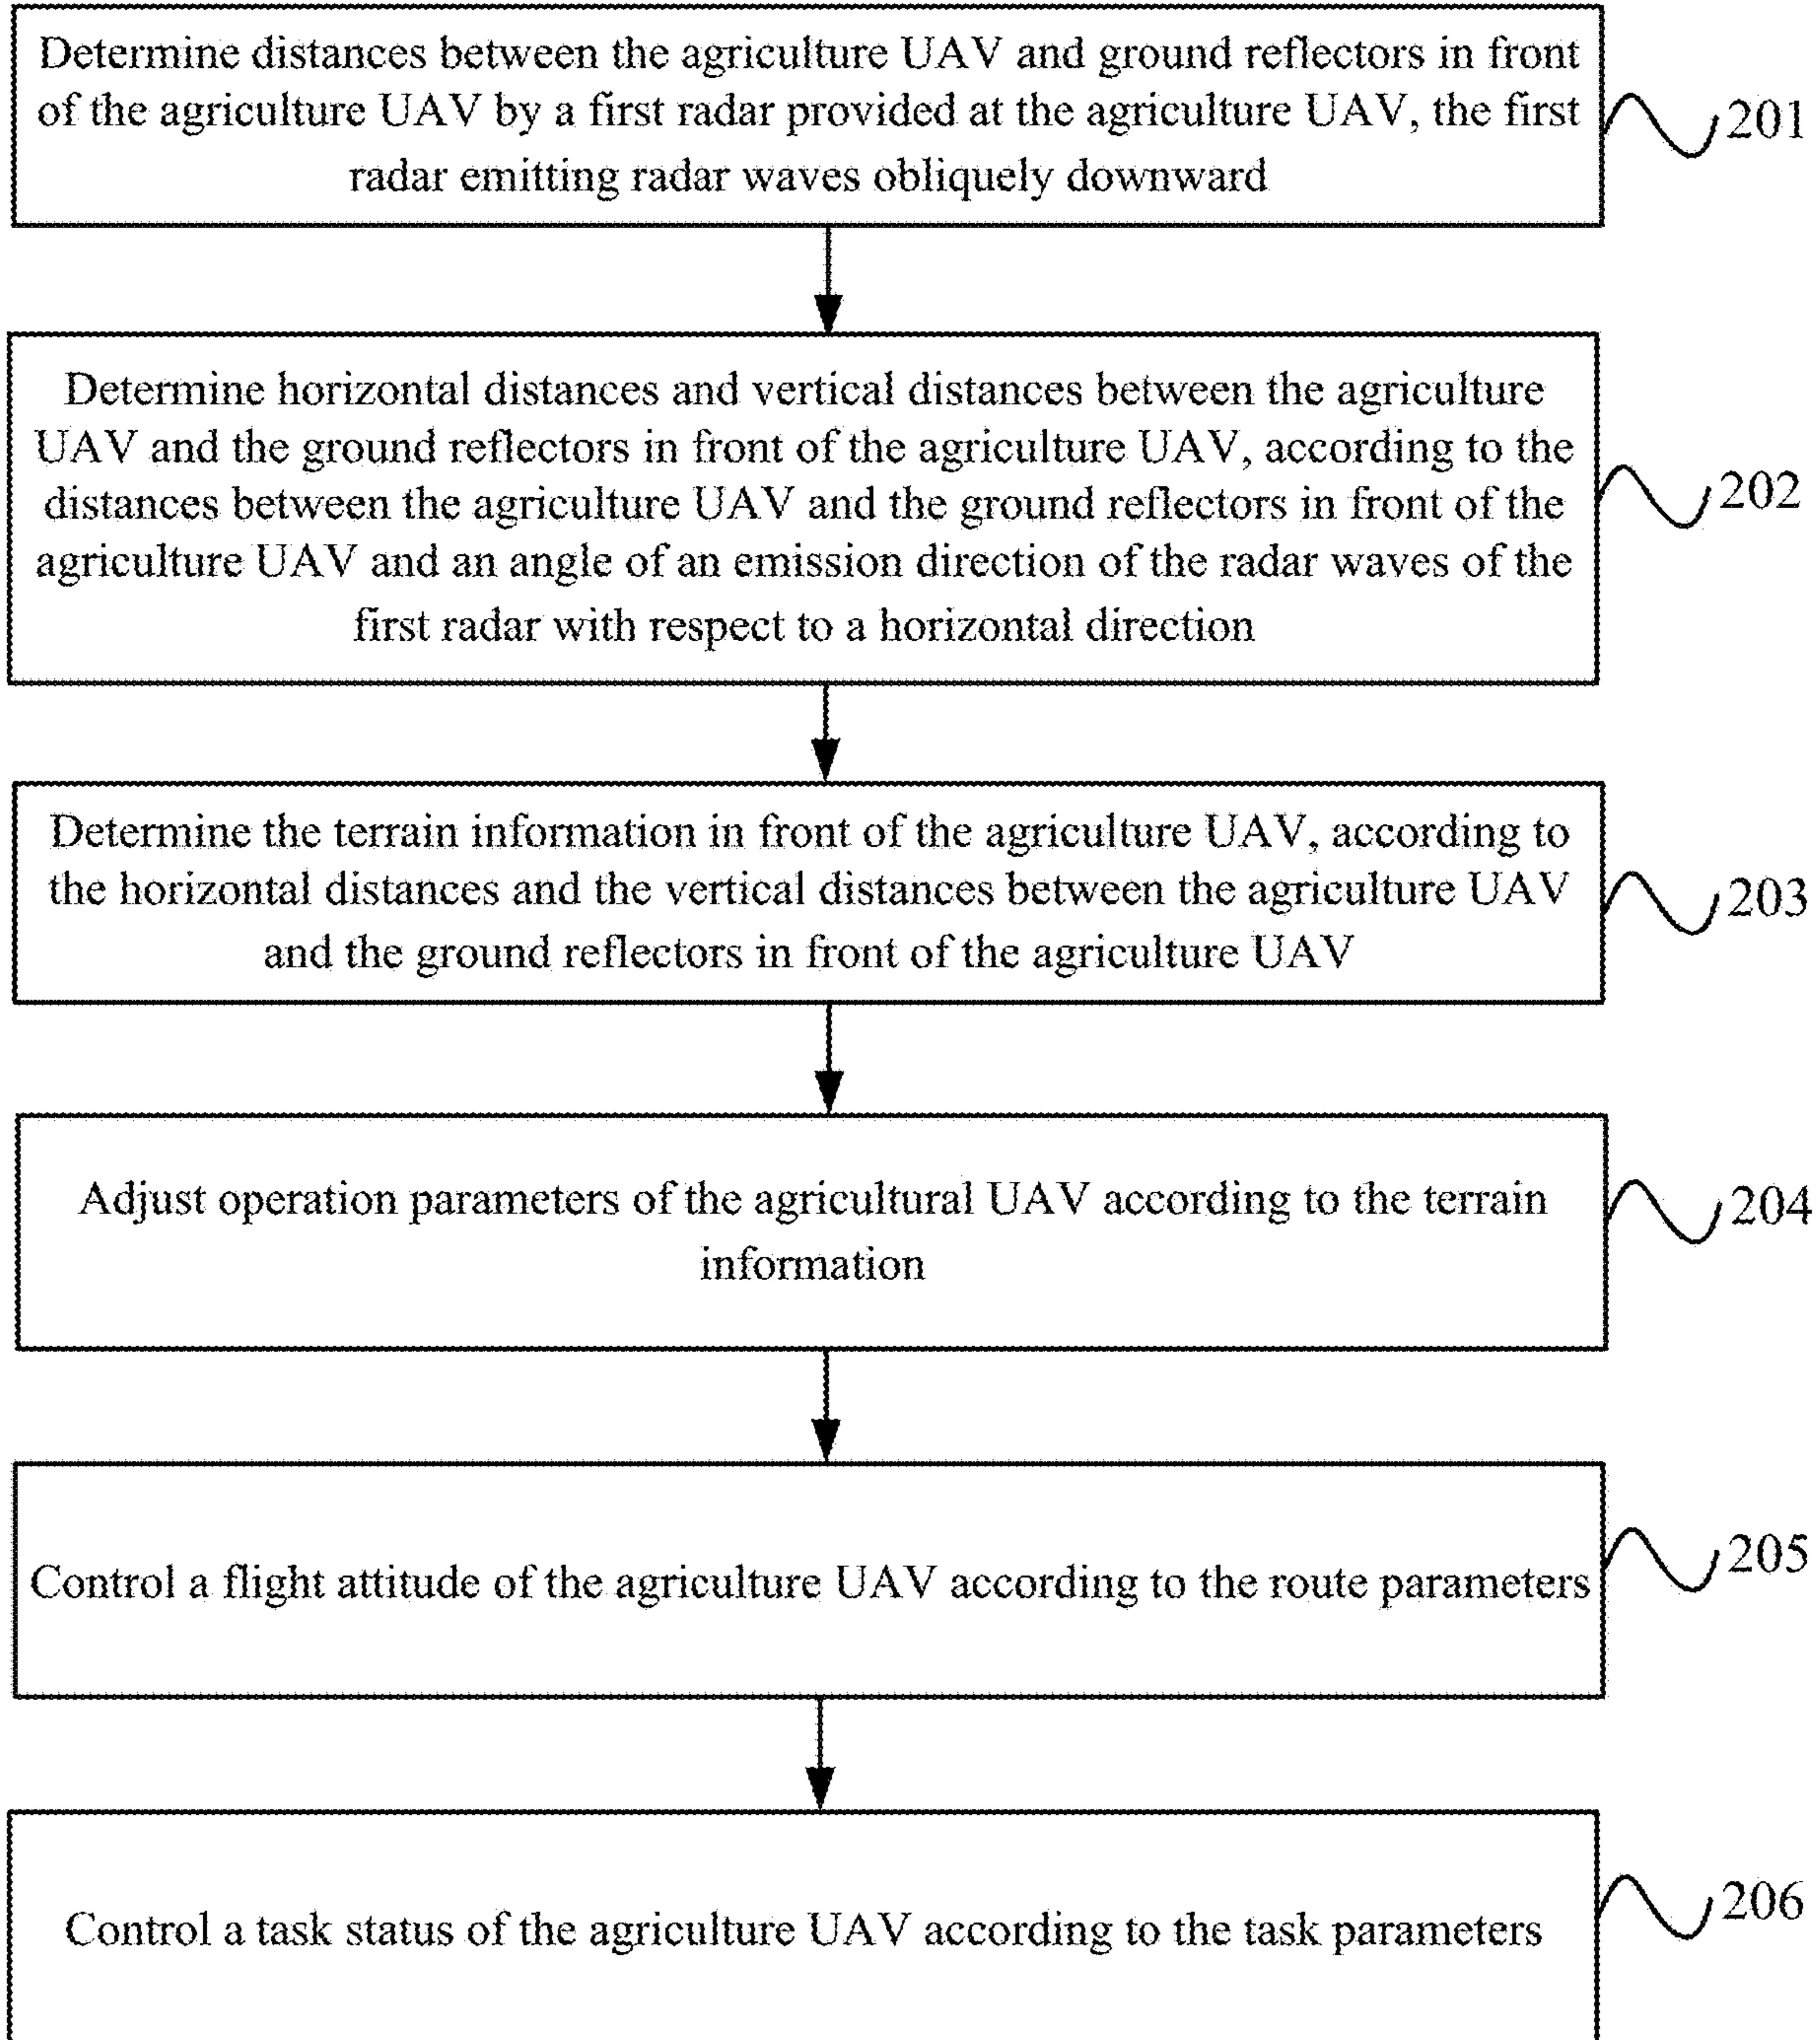 Determine distances between the agriculture UAV and ground reflectors in front
of the agriculture UAV by a first radar provided at the agriculture UAV, the first
radar emitting radar waves obliquely downward
201
Determine horizontal distances and vertical distances between the agriculture
UAV and the ground reflectors in front of the agriculture UAV, according to the
distances between the agriculture UAV and the ground reflectors in front of the
agriculture UAV and an angle of an emission direction of the radar waves of the
first radar with respect to a horizontal direction
202
Determine the terrain information in front of the agriculture UAV, according to
the horizontal distances and the vertical distances between the agriculture UAV
and the ground reflectors in front of the agriculture UAV
203
Adjust operation parameters of the agricultural UAV according to the terrain
information
204
Control a flight attitude of the agriculture UAV according to the route parameters
205
Control a task status of the agriculture UAV according to the task parameters
206